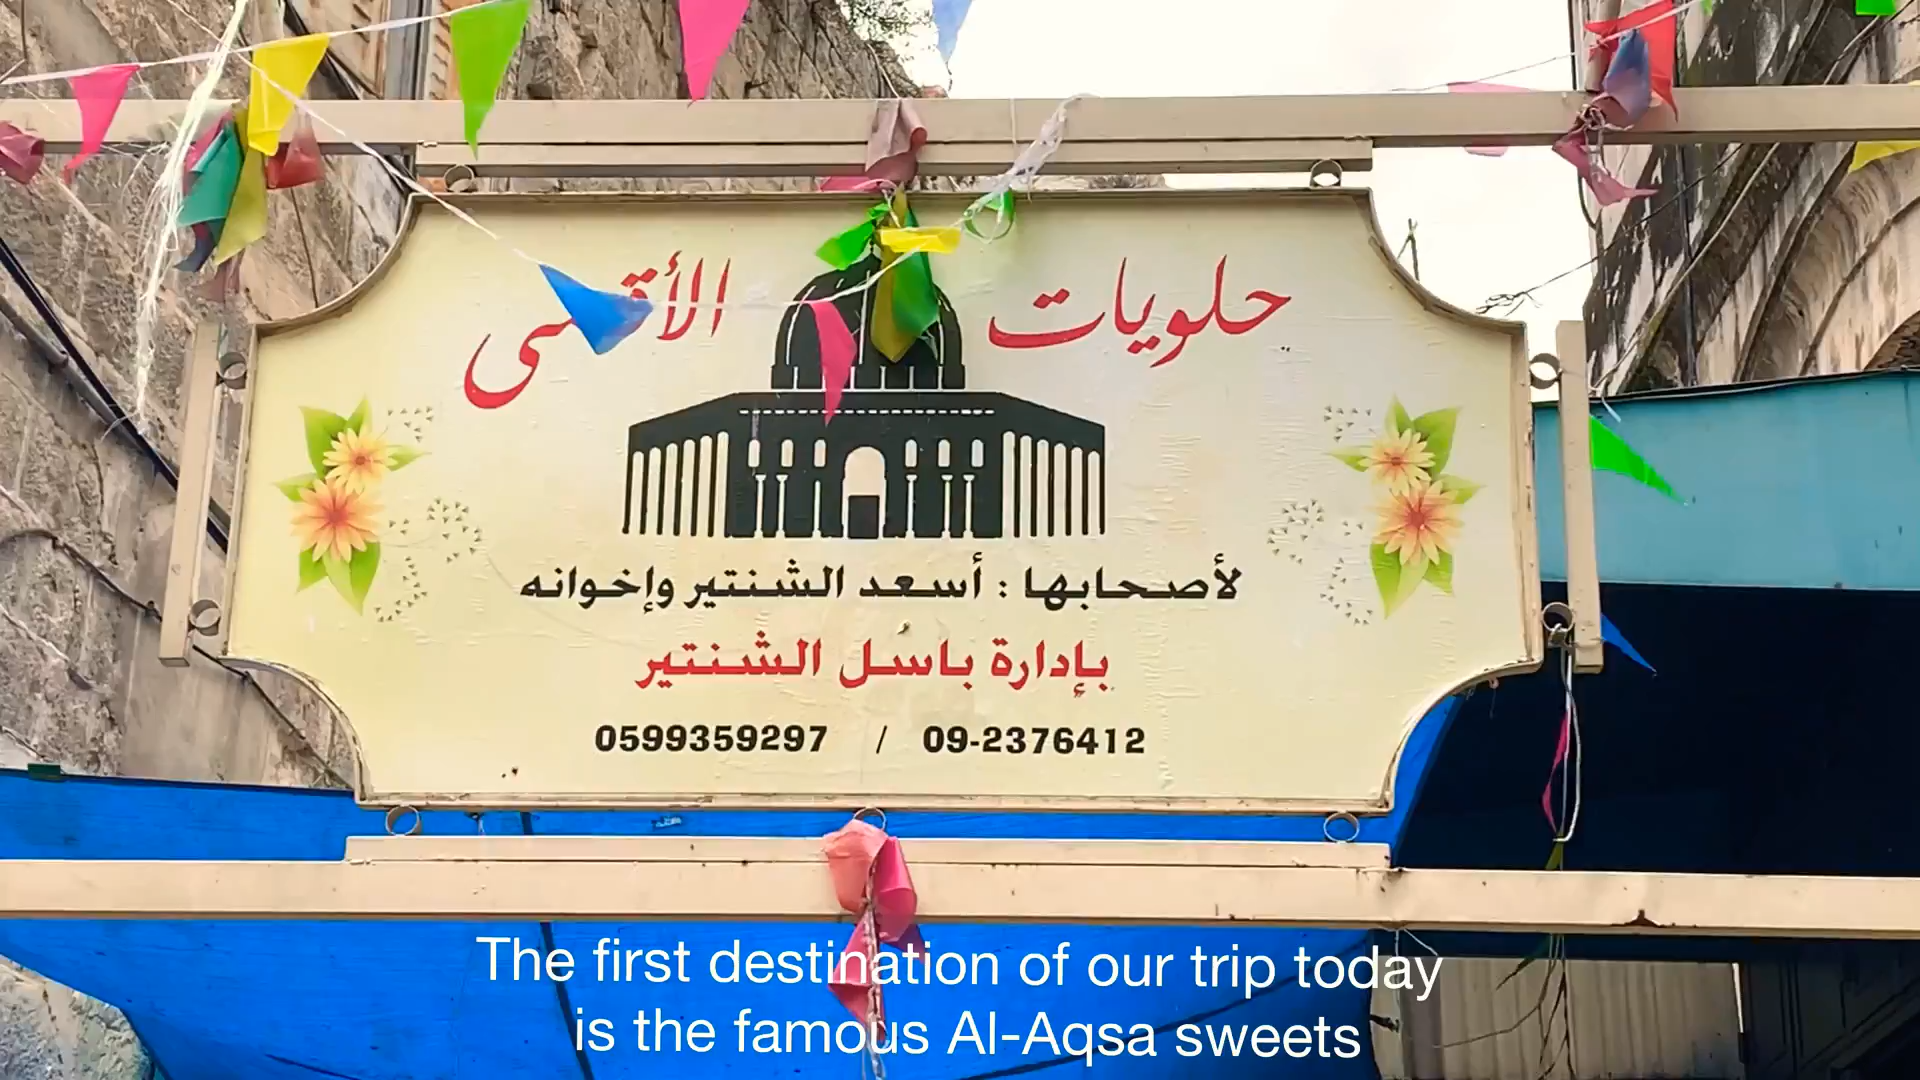 حلويات الأقصى
لأصحابها : أسعد الشنتير وإخوانه
بإدارة باسل الشنتير
0599359297 / 09-2376412
The first destination of our trip today
is the famous Al-Aqsa sweets